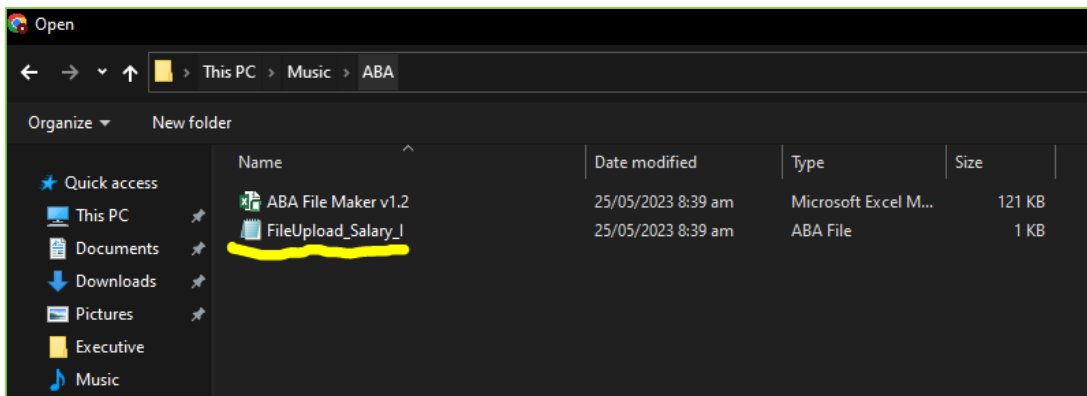 Open
This PC > Music > ABA
Organize New folder
Name Date modified Type Size
ABA File Maker v1.2 25/05/2023 8:39 am Microsoft Excel M... 121 KB
FileUpload_Salary_I 25/05/2023 8:39 am ABA File 1 KB
Quick access
This PC
Documents
Downloads
Pictures
Executive
Music